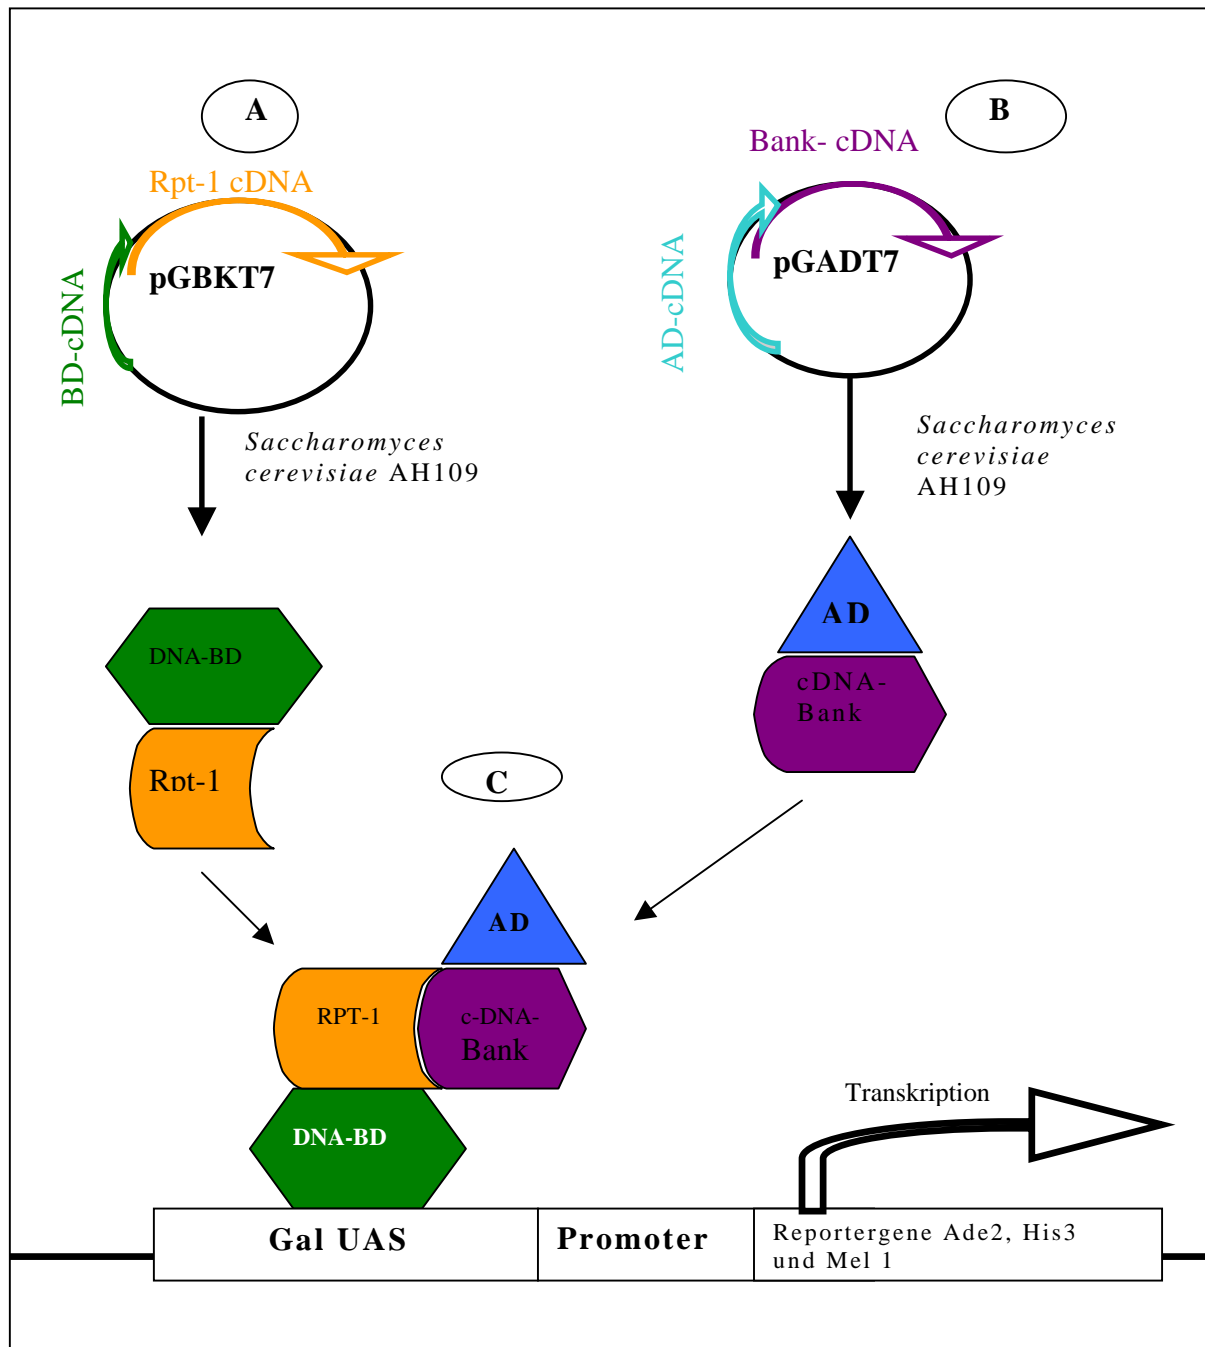 A
B
Bank- cDNA
Rpt-1 cDNA
pGBKT7
BD-cDNA
pGADT7
AD-cDNA
Saccharomyces
cerevisiae AH109
Saccharomyces
cerevisiae
AH109
AD
cDNA-
Bank
DNA-BD
Rpt-1
C
AD
RPT-1
c-DNA-
Bank
DNA-BD
Transkription
Gal UAS
Promoter
Reportergene Ade2, His3
und Mel 1